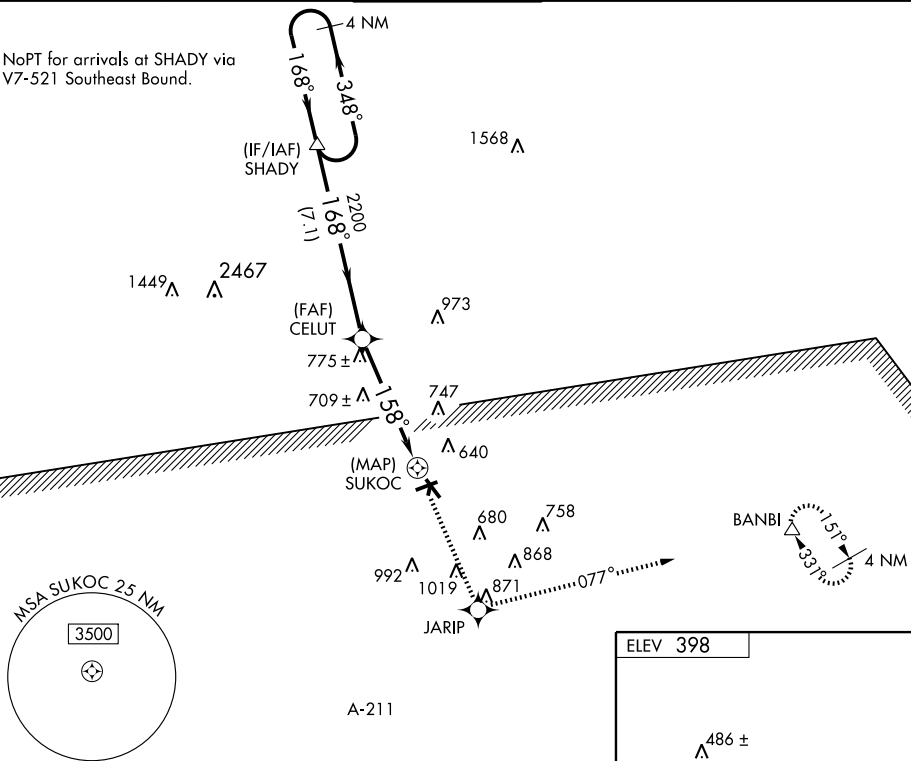 4 NM
NoPT for arrivals at SHADY via
V7-521 Southeast Bound.
168°
348°
(IF/IAF)
SHADY
1568
2200
168°
(7.1)
1449
2467
(FAF)
CELUT
973
775 ±
709 ±
158°
747
640
(MAP)
SUKOC
680
758
BANBI
151°
331°
4 NM
992
1019
868
871
077°
JARIP
MSA SUKOC 25 NM
3500
A-211
ELEV 398
486 ±